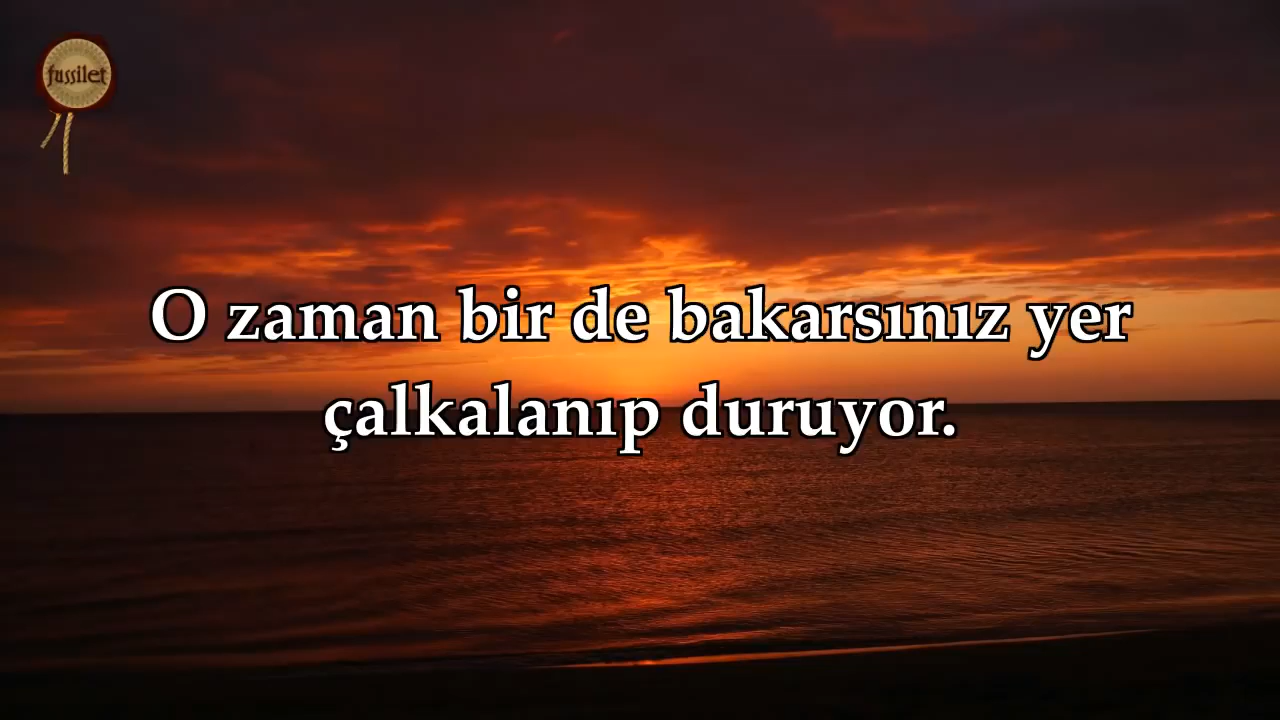 fussilet
O zaman bir de bakarsınız yer
çalkalanıp duruyor.